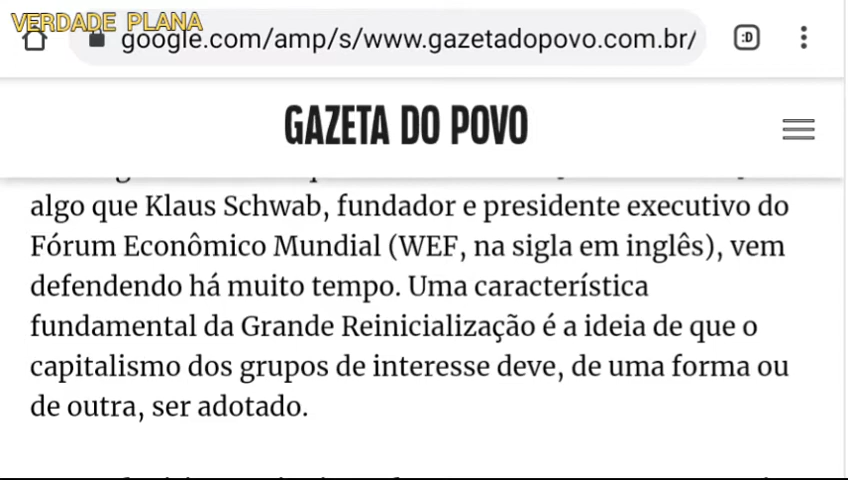 VERDADE PLANA
google.com/amp/s/www.gazetadopovo.com.br/
:D
GAZETA DO POVO
algo que Klaus Schwab, fundador e presidente executivo do
Fórum Econômico Mundial (WEF, na sigla em inglês), vem
defendendo há muito tempo. Uma característica
fundamental da Grande Reinicialização é a ideia de que o
capitalismo dos grupos de interesse deve, de uma forma ou
de outra, ser adotado.